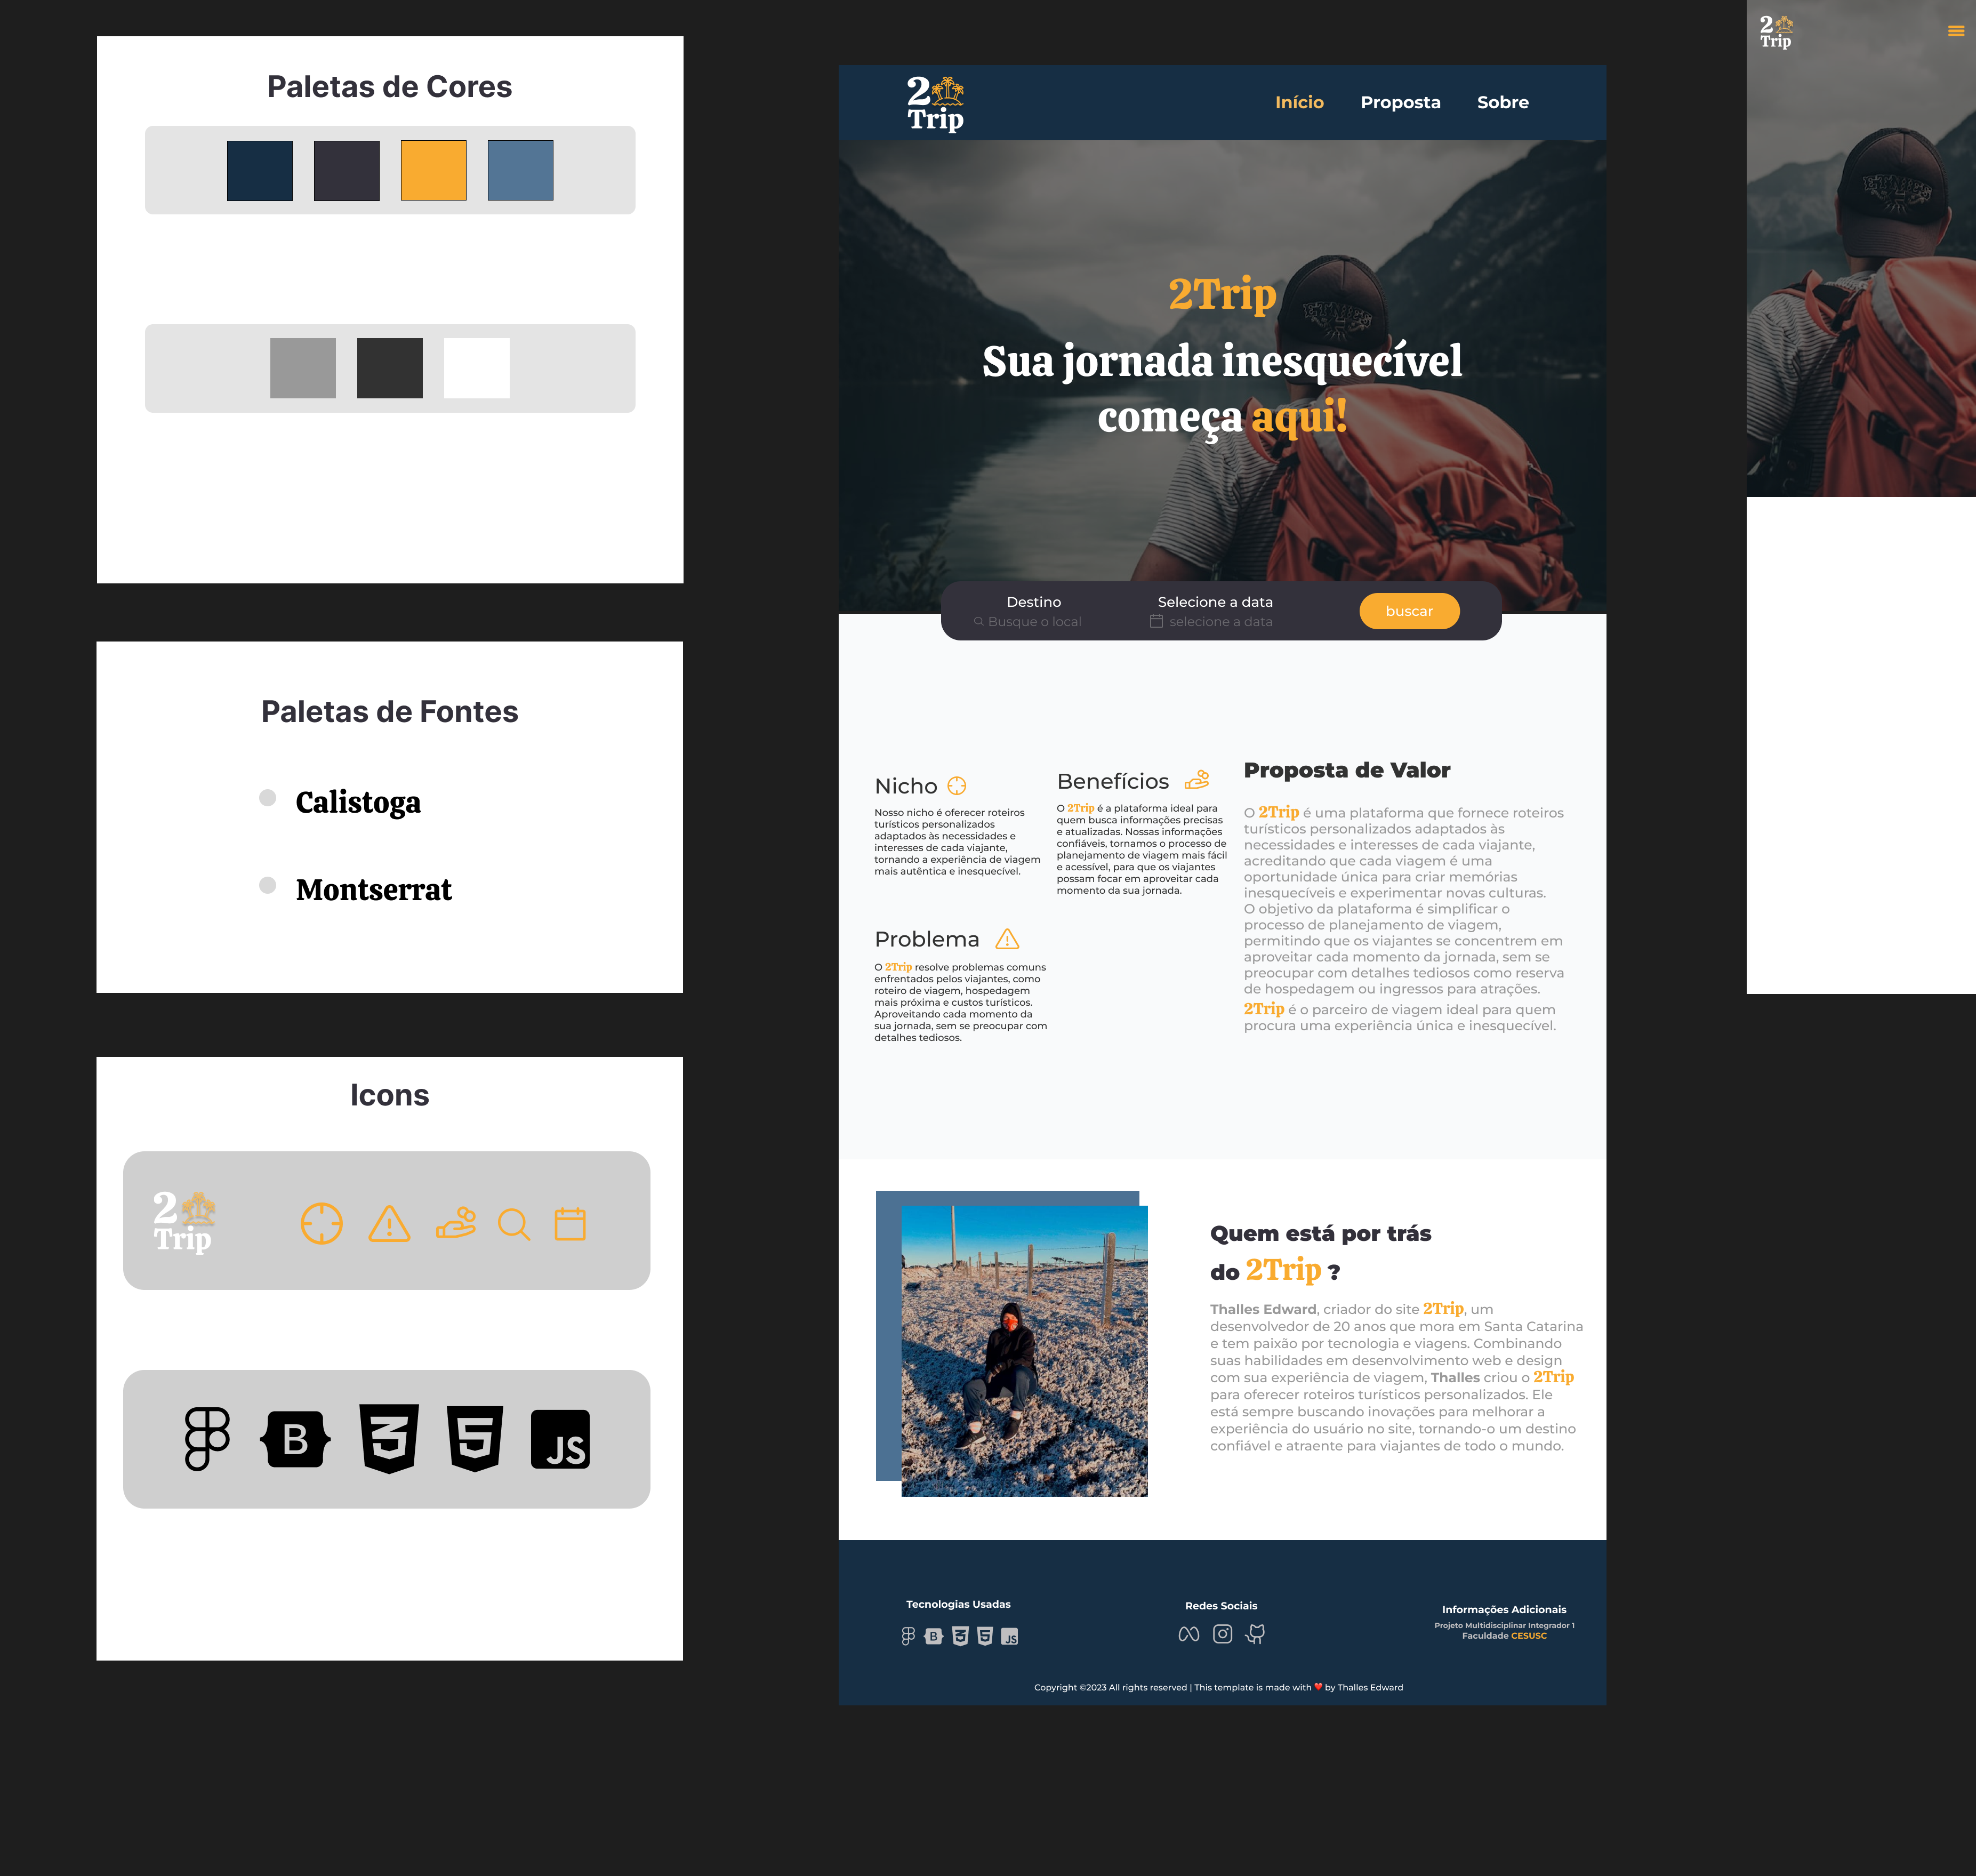 Paletas de Cores
Paletas de Fontes
Calistoga
Montserrat
Icons
2
Trip
B
3
5
JS
2
Trip
Início
Proposta
Sobre
ETNIES
2Trip
Sua jornada inesquecível
começa aqui!
Destino
Busque o local
Selecione a data
selecione a data
buscar
Nicho
Nosso nicho é oferecer roteiros
turísticos personalizados
adaptados às necessidades e
interesses de cada viajante,
tornando a experiência de viagem
mais autêntica e inesquecível.
Benefícios
O 2Trip é a plataforma ideal para
quem busca informações precisas
e atualizadas. Nossas informações
confiáveis, tornamos o processo de
planejamento de viagem mais fácil
e acessível, para que os viajantes
possam focar em aproveitar cada
momento da sua jornada.
Problema
O 2Trip resolve problemas comuns
enfrentados pelos viajantes, como
roteiro de viagem, hospedagem
mais próxima e custos turísticos.
Aproveitando cada momento da
sua jornada, sem se preocupar com
detalhes tediosos.
Proposta de Valor
O 2Trip é uma plataforma que fornece roteiros
turísticos personalizados adaptados às
necessidades e interesses de cada viajante,
acreditando que cada viagem é uma
oportunidade única para criar memórias
inesquecíveis e experimentar novas culturas.
O objetivo da plataforma é simplificar o
processo de planejamento de viagem,
permitindo que os viajantes se concentrem em
aproveitar cada momento da jornada, sem se
preocupar com detalhes tediosos como reserva
de hospedagem ou ingressos para atrações.
2Trip é o parceiro de viagem ideal para quem
procura uma experiência única e inesquecível.
Quem está por trás
do 2Trip ?
Thalles Edward, criador do site 2Trip, um
desenvolvedor de 20 anos que mora em Santa Catarina
e tem paixão por tecnologia e viagens. Combinando
suas habilidades em desenvolvimento web e design
com sua experiência de viagem, Thalles criou o 2Trip
para oferecer roteiros turísticos personalizados. Ele
está sempre buscando inovações para melhorar a
experiência do usuário no site, tornando-o um destino
confiável e atraente para viajantes de todo o mundo.
Tecnologias Usadas
B
3
5
JS
Redes Sociais
Informações Adicionais
Projeto Multidisciplinar Integrador 1
Faculdade CESUSC
Copyright ©2023 All rights reserved | This template is made with ❤️ by Thalles Edward
2
Trip
ETNIES